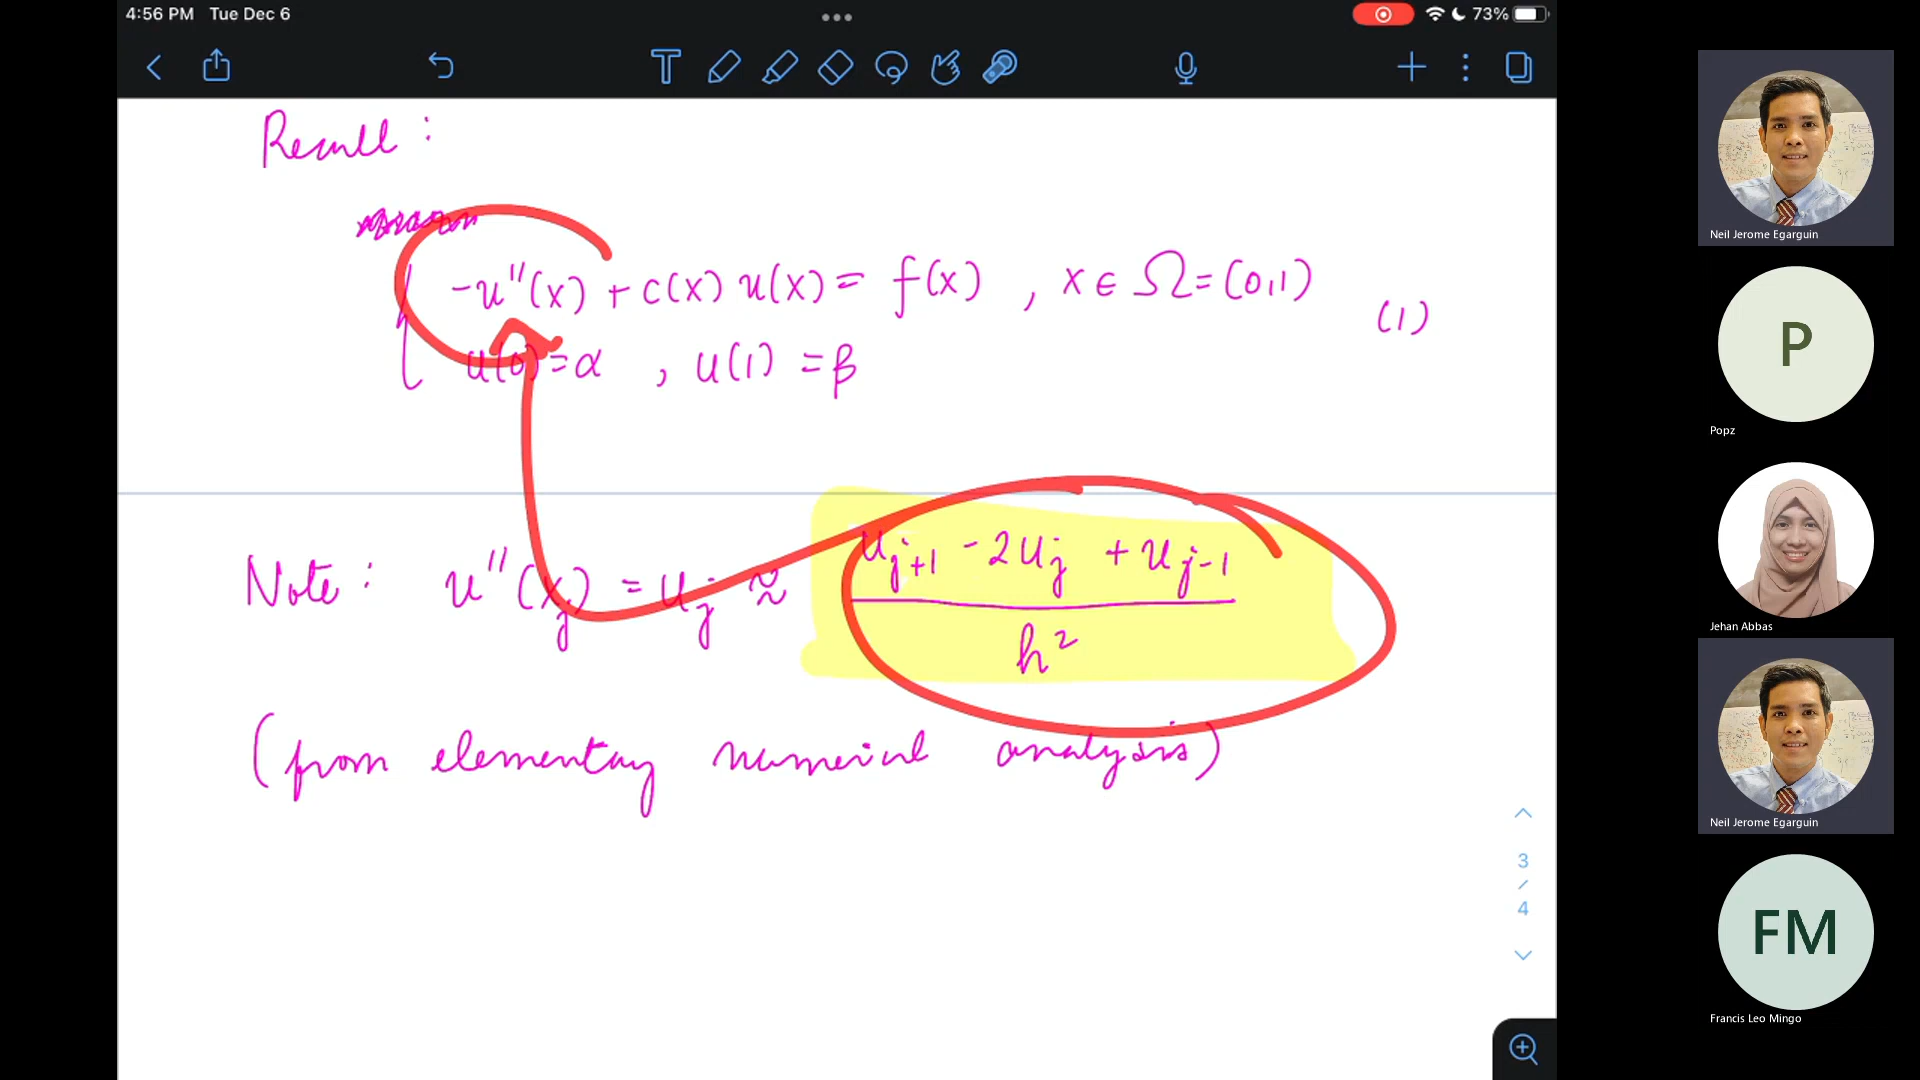 4:56 PM Tue Dec 6
73%
Recall :
-u''(x) + c(x) u(x) = f(x) , x ∈ Ω = (0,1)
(1)
u(0) = α , u(1) = β
Note : u''(x_j) = u_j ≈ (u_{j+1} - 2u_j + u_{j-1}) / h²
(from elementary numerical analysis)
3
/
4
Neil Jerome Egarguin
P
Popz
Jehan Abbas
Neil Jerome Egarguin
FM
Francis Leo Mingo